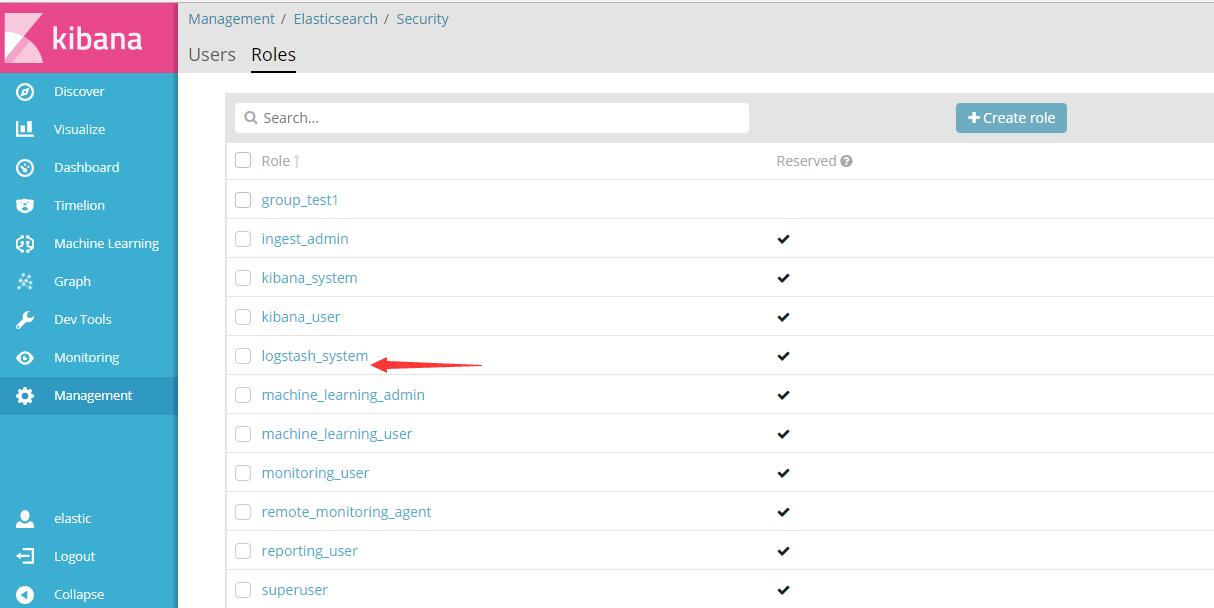 kibana
Discover
Visualize
Dashboard
Timelion
Machine Learning
Graph
Dev Tools
Monitoring
Management
elastic
Logout
Collapse
Management / Elasticsearch / Security
Users Roles
Search...
Create role
Role Reserved
group_test1
ingest_admin
kibana_system
kibana_user
logstash_system
machine_learning_admin
machine_learning_user
monitoring_user
remote_monitoring_agent
reporting_user
superuser